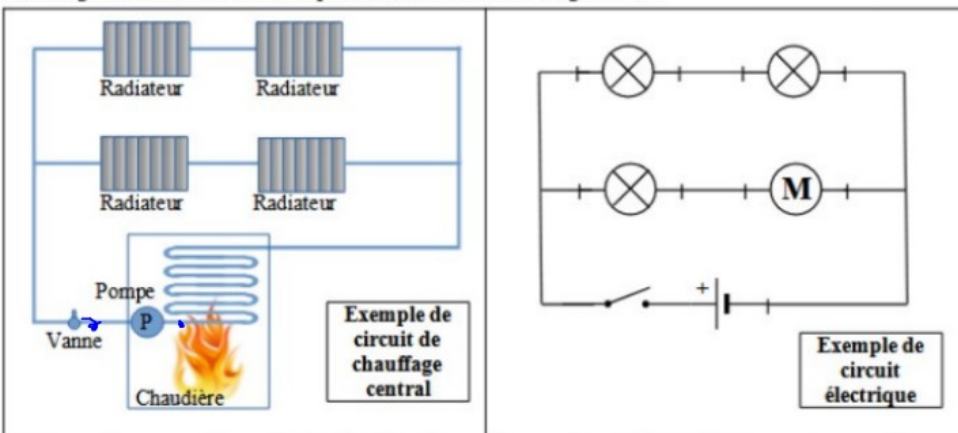 Radiateur Radiateur
Radiateur Radiateur
Pompe
P
Vanne
Chaudière
Exemple de
circuit de
chauffage
central
M
+
Exemple de
circuit
électrique